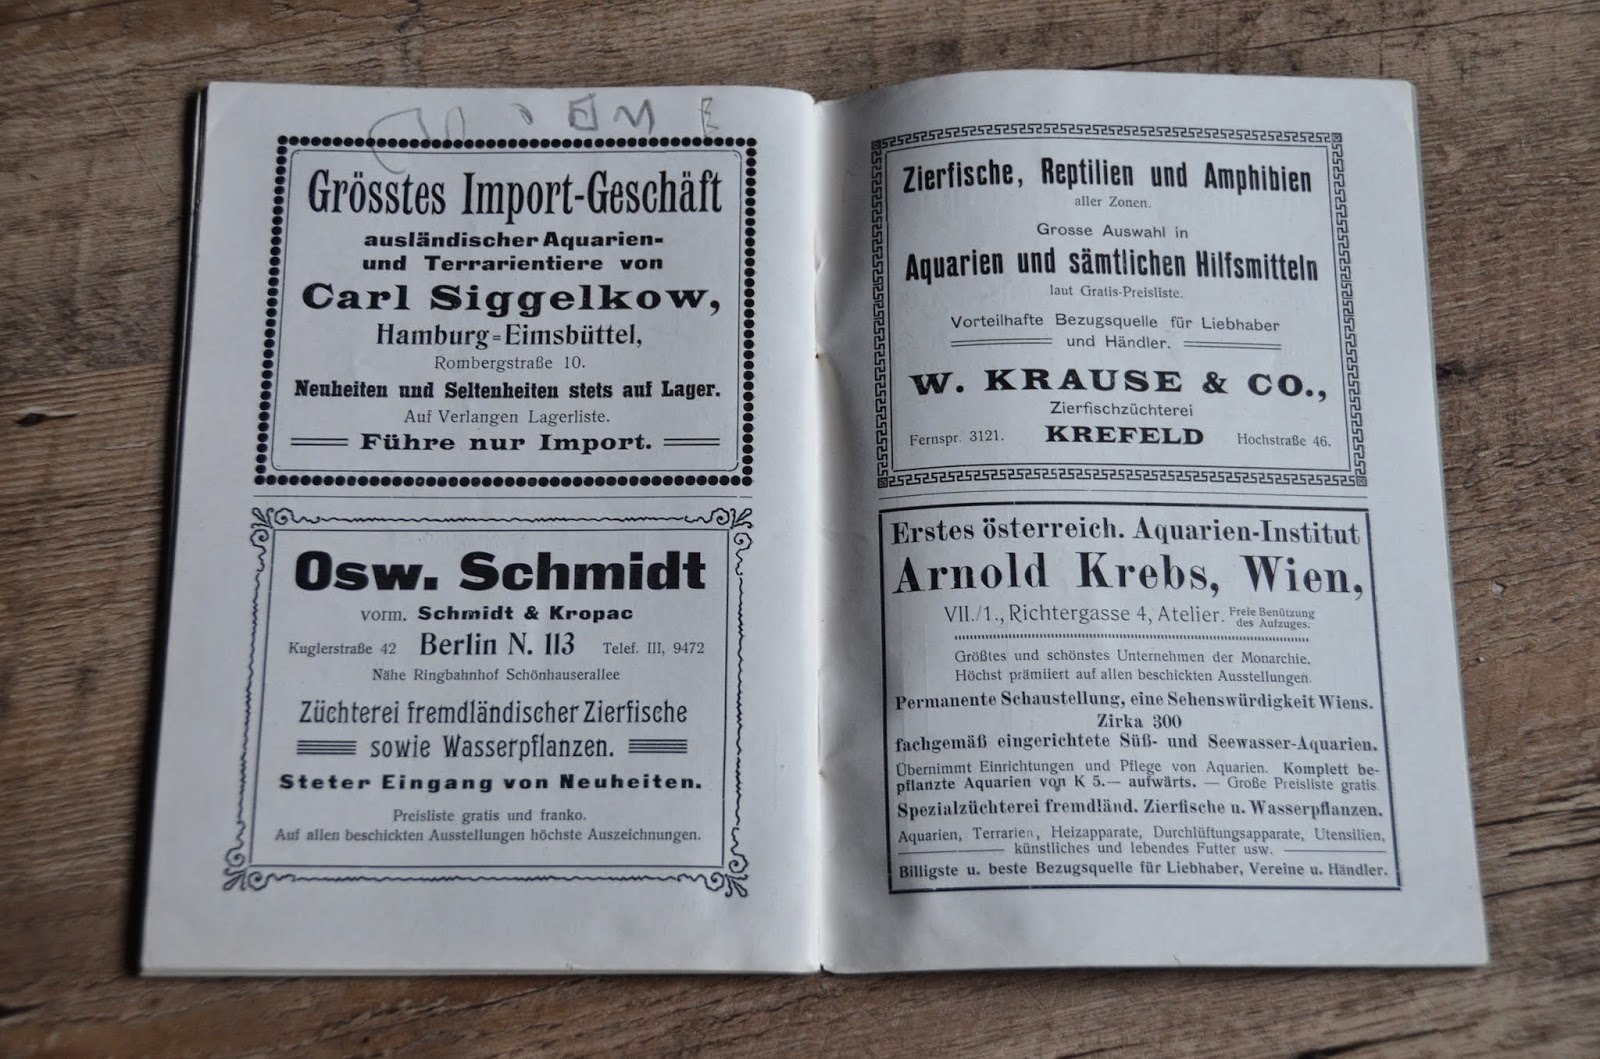 Grösstes Import-Geschäft
ausländischer Aquarien-
und Terrarientiere von
Carl Siggelkow,
Hamburg-Eimsbüttel,
Rombergstraße 10.
Neuheiten und Seltenheiten stets auf Lager.
Auf Verlangen Lagerliste.
Führe nur Import.
Osw. Schmidt
vorm. Schmidt & Kropac
Kuglerstraße 42 Berlin N. 113 Telef. III, 9472
Nähe Ringbahnhof Schönhauserallee
Züchterei fremdländischer Zierfische
sowie Wasserpflanzen.
Steter Eingang von Neuheiten.
Preisliste gratis und franko.
Auf allen beschickten Ausstellungen höchste Auszeichnungen.
Zierfische, Reptilien und Amphibien
aller Zonen.
Grosse Auswahl in
Aquarien und sämtlichen Hilfsmitteln
laut Gratis-Preisliste.
Vorteilhafte Bezugsquelle für Liebhaber
und Händler.
W. KRAUSE & CO.,
Zierfischzüchterei
Fernspr. 3121. KREFELD Hochstraße 46.
Erstes österreich. Aquarien-Institut
Arnold Krebs, Wien,
VII./1., Richtergasse 4, Atelier. Freie Benützung
des Aufzuges.
Größtes und schönstes Unternehmen der Monarchie.
Höchst prämiiert auf allen beschickten Ausstellungen.
Permanente Schaustellung, eine Sehenswürdigkeit Wiens.
Zirka 300
fachgemäß eingerichtete Süß- und Seewasser-Aquarien.
Übernimmt Einrichtungen und Pflege von Aquarien. Komplett be-
pflanzte Aquarien von K 5.— aufwärts. — Große Preisliste gratis
Spezialzüchterei fremdländ. Zierfische u. Wasserpflanzen.
Aquarien, Terrarien, Heizapparate, Durchlüftungsapparate, Utensilien,
künstliches und lebendes Futter usw.
Billigste u. beste Bezugsquelle für Liebhaber, Vereine u. Händler.